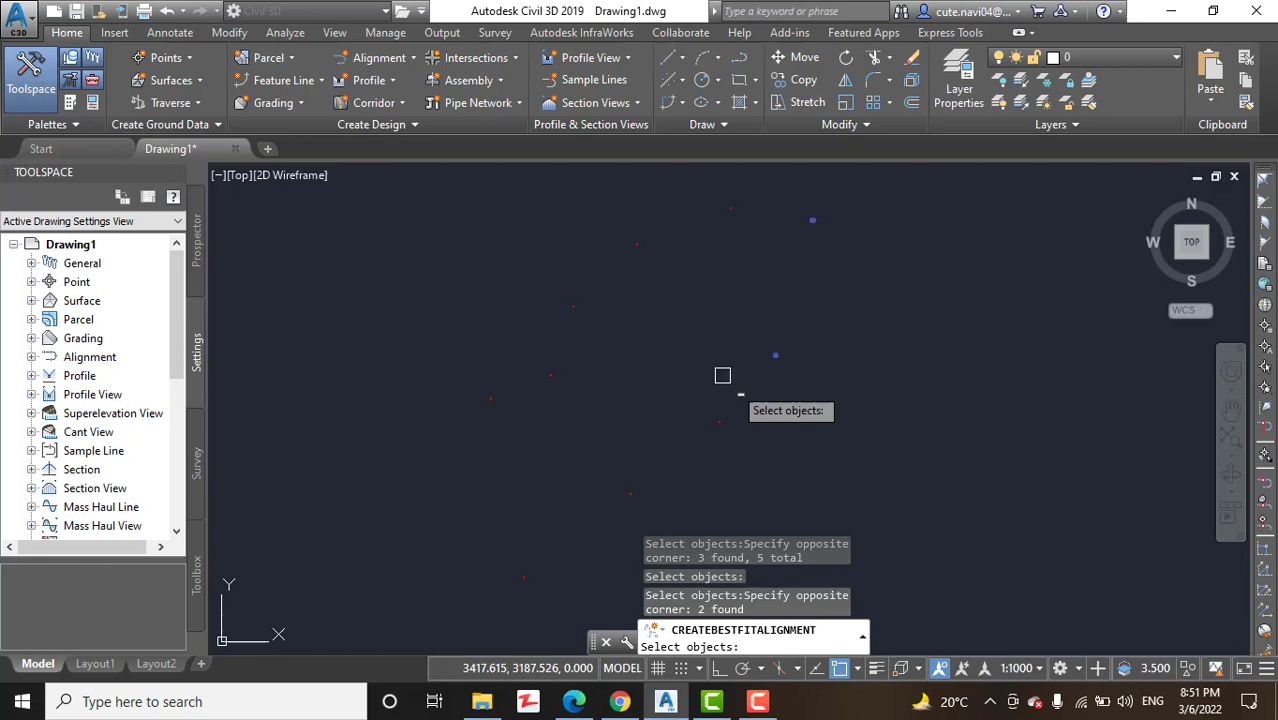 C3D
Civil 3D
Autodesk Civil 3D 2019 Drawing1.dwg
Type a keyword or phrase
cute.navi04@...
Home Insert Annotate Modify Analyze View Manage Output Survey Autodesk InfraWorks Collaborate Help Add-ins Featured Apps Express Tools
Toolspace
Points
Surfaces
Traverse
Parcel
Feature Line
Grading
Alignment
Profile
Corridor
Intersections
Assembly
Pipe Network
Profile View
Sample Lines
Section Views
Move
Copy
Stretch
Layer
Properties
0
Paste
Palettes
Create Ground Data
Create Design
Profile & Section Views
Draw
Modify
Layers
Clipboard
Start
Drawing1*
TOOLSPACE
Active Drawing Settings View
Drawing1
General
Point
Surface
Parcel
Grading
Alignment
Profile
Profile View
Superelevation View
Cant View
Sample Line
Section
Section View
Mass Haul Line
Mass Haul View
Prospector
Settings
Survey
Toolbox
[−][Top][2D Wireframe]
N
W TOP E
S
WCS
Select objects:
Y
X
Select objects:Specify opposite
corner: 3 found, 5 total
Select objects:
Select objects:Specify opposite
corner: 2 found
CREATEBESTFITALIGNMENT
Select objects:
Model Layout1 Layout2
3417.615, 3187.526, 0.000 MODEL
1:1000
3.500
Type here to search
20°C
ENG
8:51 PM
3/6/2022